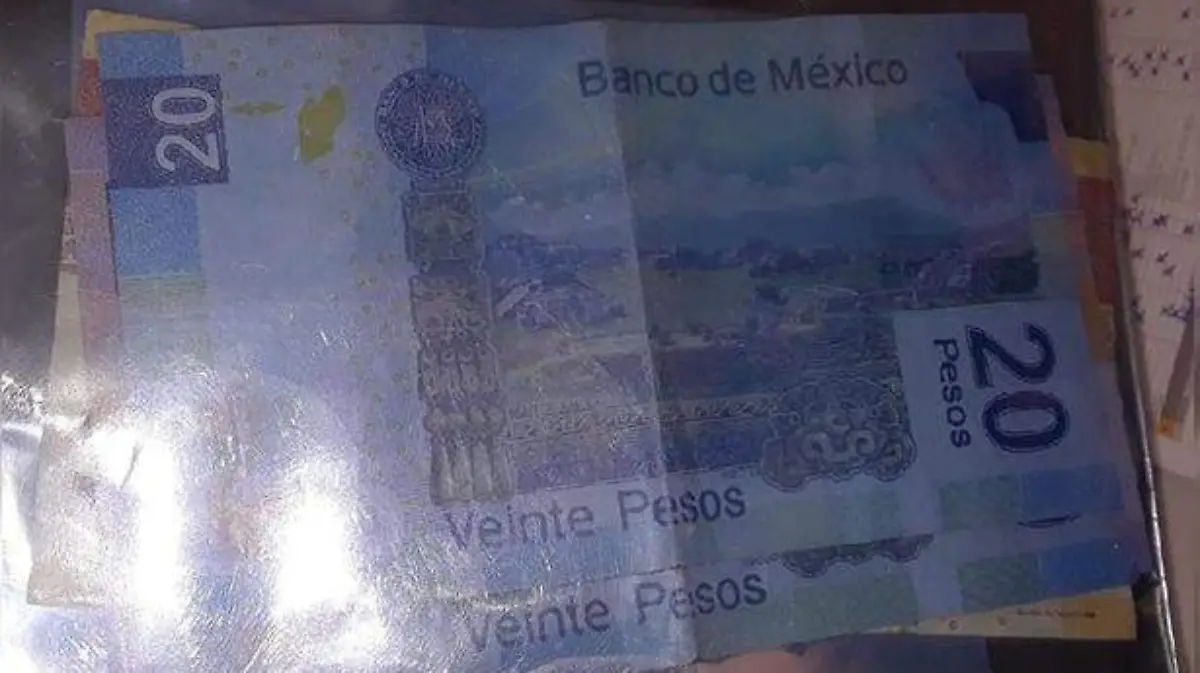 20
Banco de México
20
Pesos
Veinte Pesos
Veinte Pesos